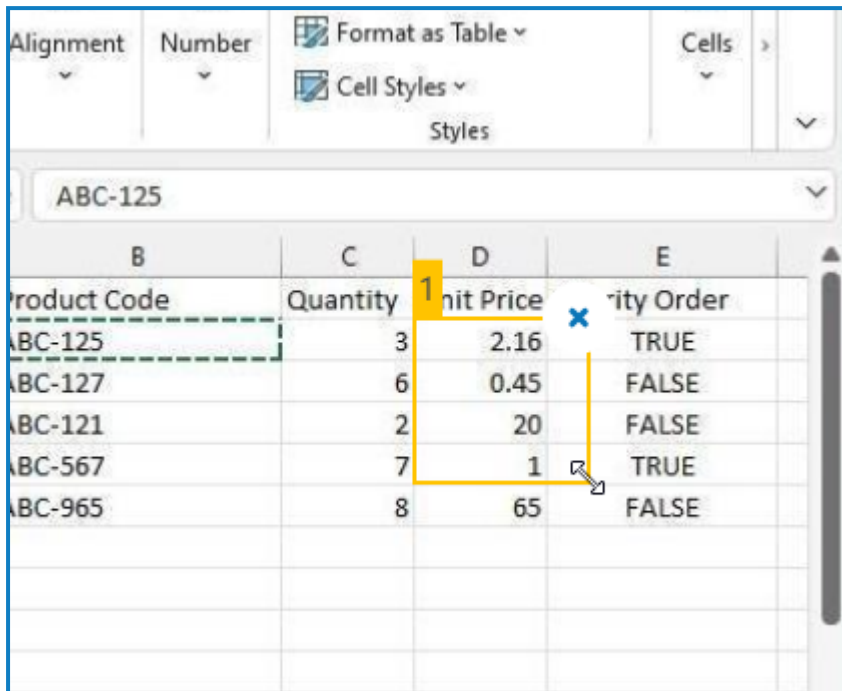 Alignment Number Format as Table Cells
Cell Styles
Styles
ABC-125
B C D E
Product Code Quantity 1 nit Price rity Order
ABC-125 3 2.16 TRUE
ABC-127 6 0.45 FALSE
ABC-121 2 20 FALSE
ABC-567 7 1 TRUE
ABC-965 8 65 FALSE